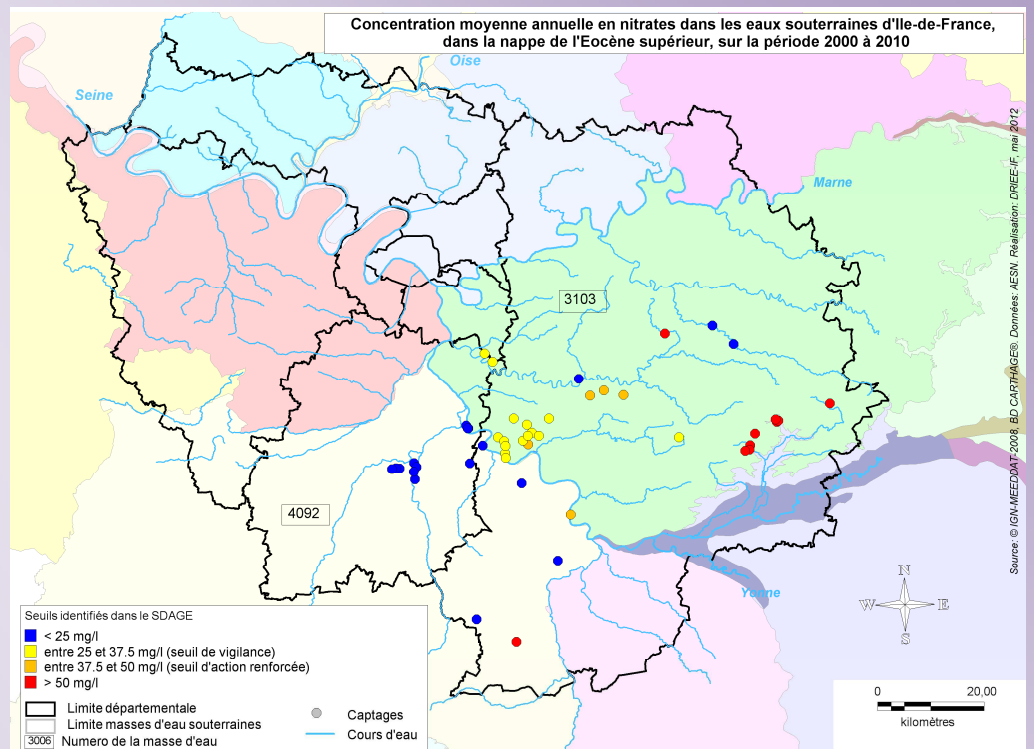 Concentration moyenne annuelle en nitrates dans les eaux souterraines d'Ile-de-France,
dans la nappe de l'Eocène supérieur, sur la période 2000 à 2010
Oise
Seine
Marne
3103
4092
Yonne
Source: © IGN-MEEDDAT-2008, BD CARTHAGE®. Données: AESN. Réalisation: DRIEE-IF, mai 2012
N
W E
S
Seuils identifiés dans le SDAGE
< 25 mg/l
entre 25 et 37.5 mg/l (seuil de vigilance)
entre 37.5 et 50 mg/l (seuil d'action renforcée)
> 50 mg/l
Limite départementale
Limite masses d'eau souterraines
3006 Numero de la masse d'eau
Captages
Cours d'eau
0 20,00
kilomètres